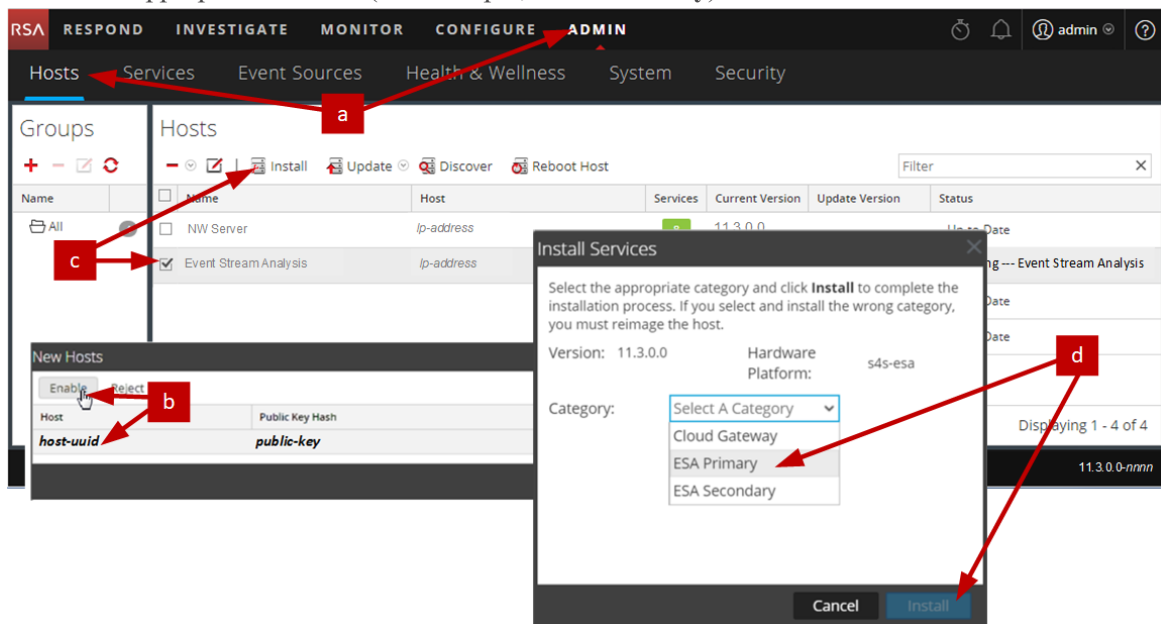 RSA RESPOND INVESTIGATE MONITOR CONFIGURE ADMIN admin ?
Hosts Services Event Sources Health & Wellness System Security
a
Groups Hosts
Install Update Discover Reboot Host Filter
Name Name Host Services Current Version Update Version Status
All NW Server Ip-address 11.3.0.0 Date
c
Event Stream Analysis Ip-address --- Event Stream Analysis
Date
Date
Install Services
Select the appropriate category and click Install to complete the
installation process. If you select and install the wrong category,
you must reimage the host.
Version: 11.3.0.0 Hardware
Platform: s4s-esa
d
Category: Select A Category
Cloud Gateway
ESA Primary
ESA Secondary
Cancel Install
New Hosts
Enable Reject
b
Host Public Key Hash
host-uuid public-key
Displaying 1 - 4 of 4
11.3.0.0-nnnn